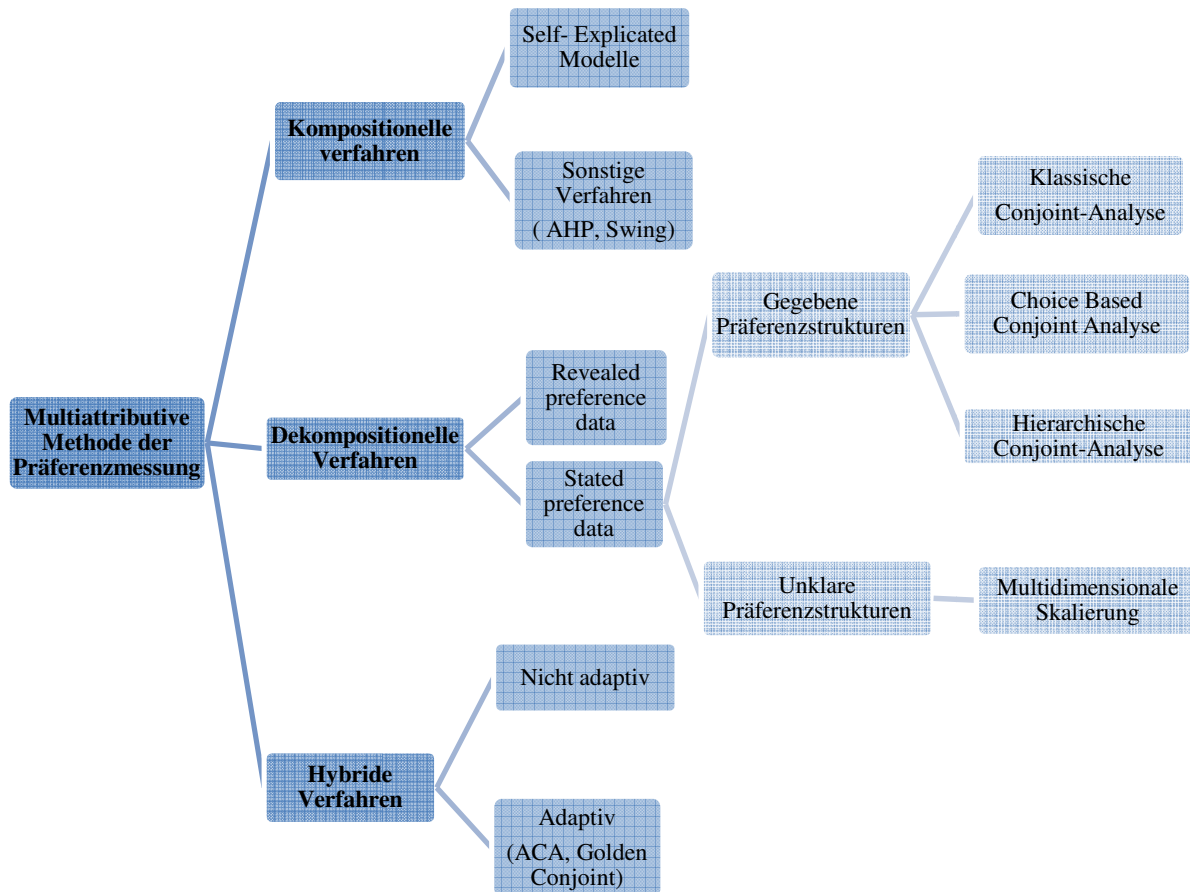 Multiattributive
Methode der
Präferenzmessung
Kompositionelle
verfahren
Self- Explicated
Modelle
Sonstige
Verfahren
( AHP, Swing)
Dekompositionelle
Verfahren
Revealed
preference
data
Stated
preference
data
Gegebene
Präferenzstrukturen
Klassische
Conjoint-Analyse
Choice Based
Conjoint Analyse
Hierarchische
Conjoint-Analyse
Unklare
Präferenzstrukturen
Multidimensionale
Skalierung
Hybride
Verfahren
Nicht adaptiv
Adaptiv
(ACA, Golden
Conjoint)